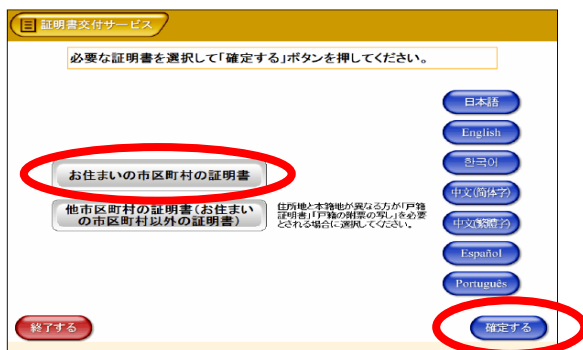 証明書交付サービス
必要な証明書を選択して「確定する」ボタンを押してください。
日本語
English
한국어
中文(简体字)
中文(繁體字)
Español
Português
お住まいの市区町村の証明書
他市区町村の証明書(お住まい
の市区町村以外の証明書)
住所地と本籍地が異なる方が「戸籍
証明書」「戸籍の附票の写し」を必要
とされる場合に選択してください。
終了する
確定する